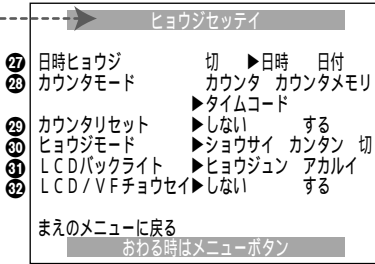 ヒョウジセッテイ
㉗ 日時ヒョウジ 切 ▶日時 日付
㉘ カウンタモード カウンタ カウンタメモリ
▶タイムコード
㉙ カウンタリセット ▶しない する
㉚ ヒョウジモード ▶ショウサイ カンタン 切
㉛ LCDバックライト ▶ヒョウジュン アカルイ
㉜ LCD/VFチョウセイ▶しない する
まえのメニューに戻る
おわる時はメニューボタン